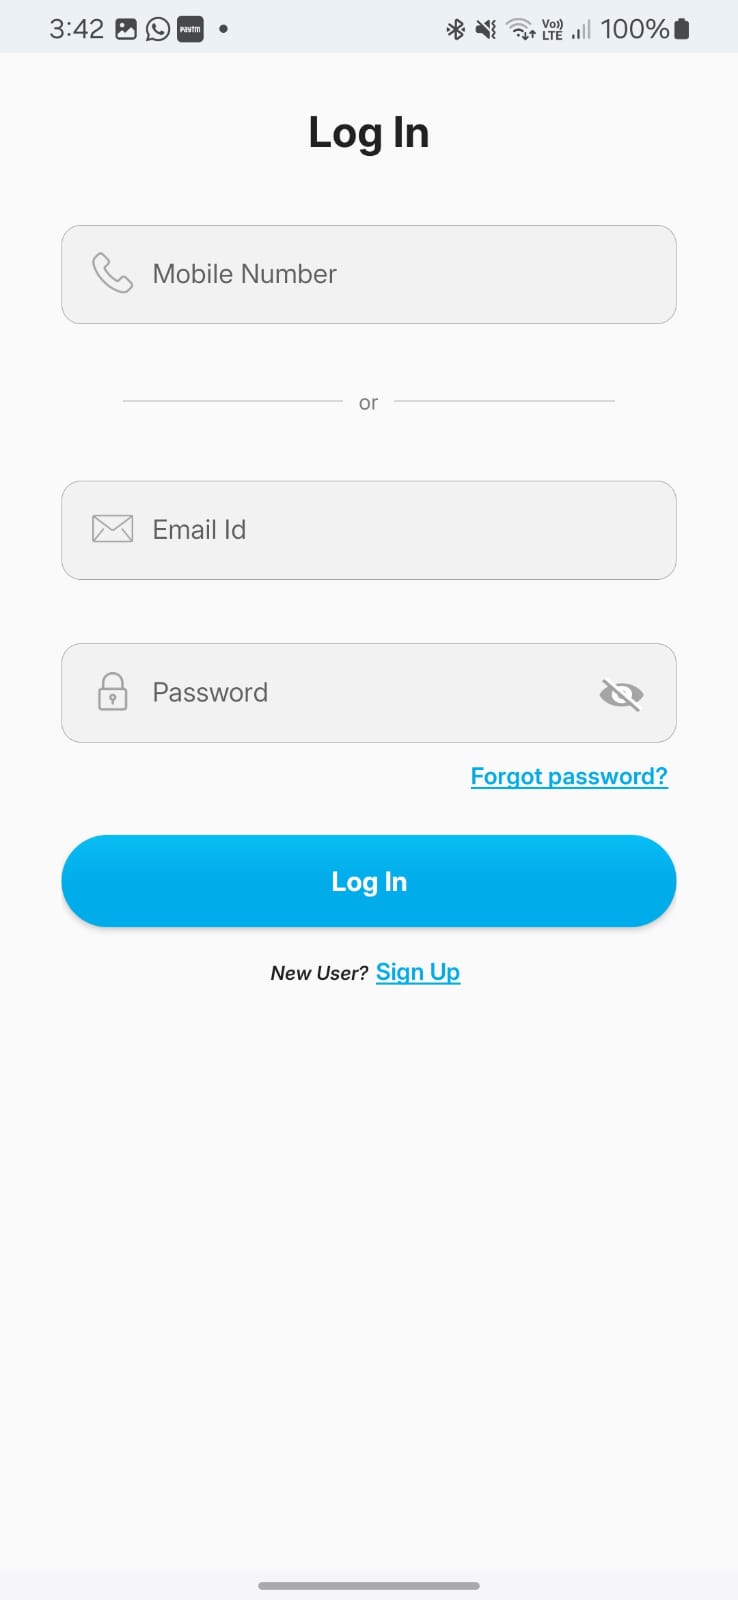 3:42 Paytm Vo)) LTE 100%
Log In
Mobile Number
or
Email Id
Password
Forgot password?
Log In
New User? Sign Up